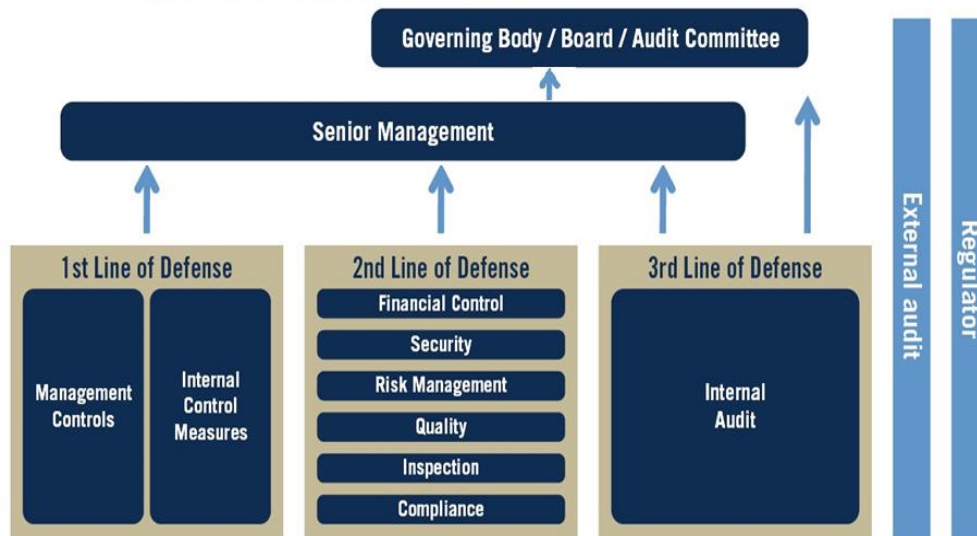 Governing Body / Board / Audit Committee
Senior Management
1st Line of Defense
Management
Controls
Internal
Control
Measures
2nd Line of Defense
Financial Control
Security
Risk Management
Quality
Inspection
Compliance
3rd Line of Defense
Internal
Audit
External audit
Regulator